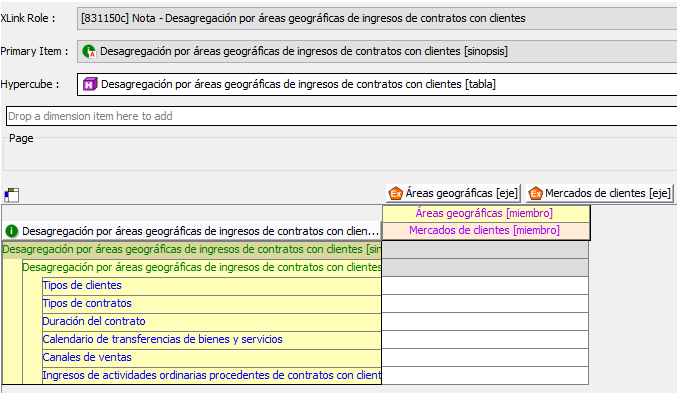 XLink Role : [831150c] Nota - Desagregación por áreas geográficas de ingresos de contratos con clientes
Primary Item : Desagregación por áreas geográficas de ingresos de contratos con clientes [sinopsis]
Hypercube : Desagregación por áreas geográficas de ingresos de contratos con clientes [tabla]
Drop a dimension item here to add
Page
Áreas geográficas [eje] Mercados de clientes [eje]
Áreas geográficas [miembro]
Desagregación por áreas geográficas de ingresos de contratos con clien... Mercados de clientes [miembro]
Desagregación por áreas geográficas de ingresos de contratos con clientes [sin
Desagregación por áreas geográficas de ingresos de contratos con clientes
Tipos de clientes
Tipos de contratos
Duración del contrato
Calendario de transferencias de bienes y servicios
Canales de ventas
Ingresos de actividades ordinarias procedentes de contratos con client